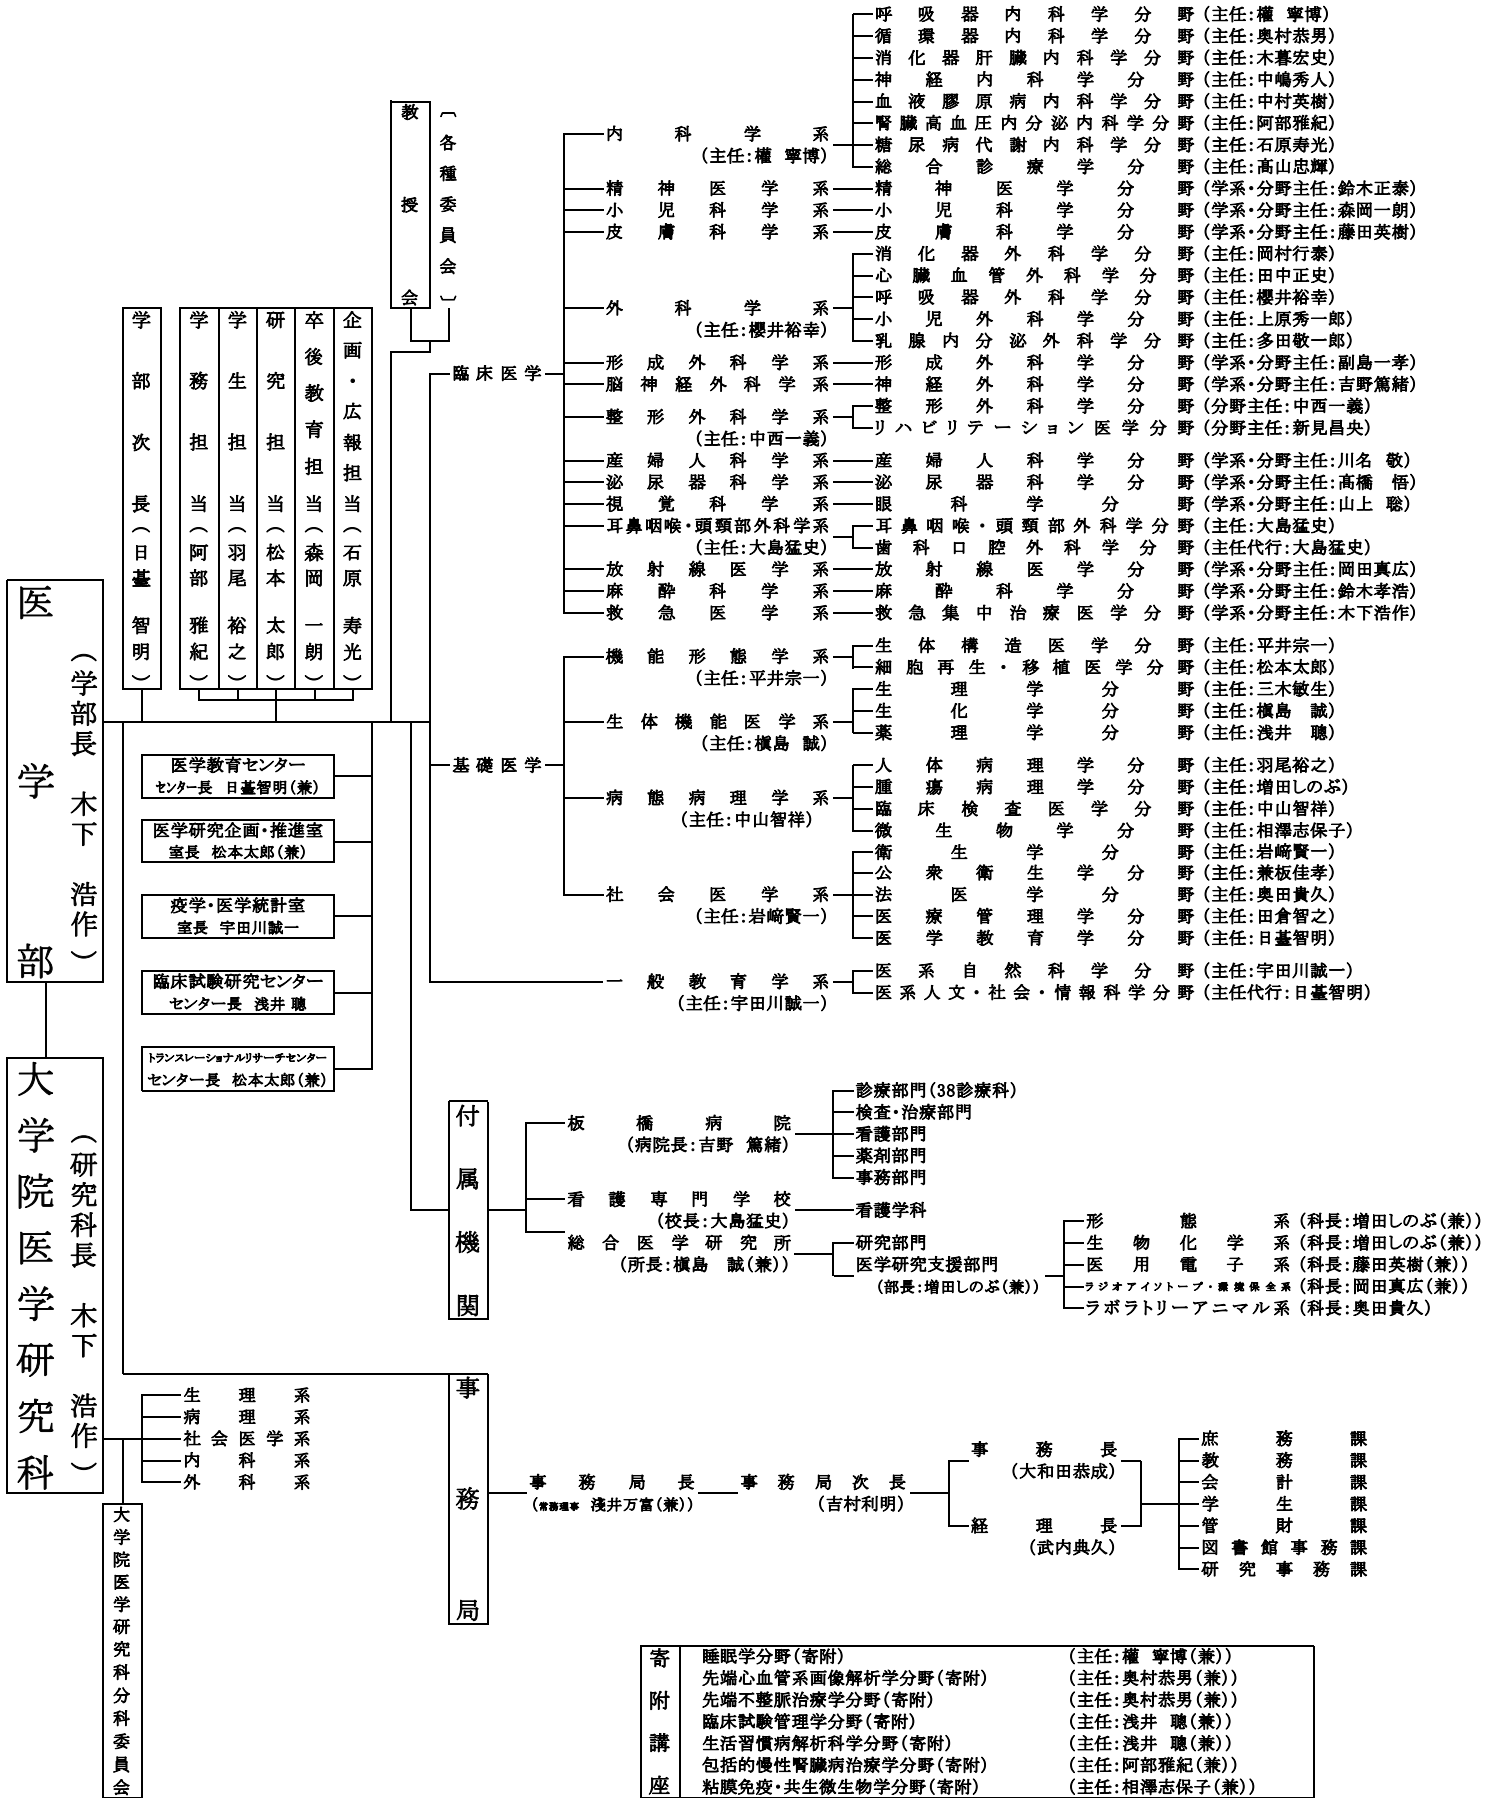 医学部
（学部長 木下 浩作）
大学院医学研究科
（研究科長 木下 浩作）
学部次長（日䑓智明）
学務担当（阿部雅紀）
学生担当（羽尾裕之）
研究担当（松本太郎）
卒後教育担当（森岡一朗）
企画・広報担当（石原寿光）
教授会
〔各種委員会〕
医学教育センター
センター長 日䑓智明（兼）
医学研究企画・推進室
室長 松本太郎（兼）
疫学・医学統計室
室長 宇田川誠一
臨床試験研究センター
センター長 浅井 聰
トランスレーショナルリサーチセンター
センター長 松本太郎（兼）
臨床医学
内科学系
（主任：權 寧博）
呼吸器内科学分野（主任：權 寧博）
循環器内科学分野（主任：奥村恭男）
消化器肝臓内科学分野（主任：木暮宏史）
神経内科学分野（主任：中嶋秀人）
血液膠原病内科学分野（主任：中村英樹）
腎臓高血圧内分泌内科学分野（主任：阿部雅紀）
糖尿病代謝内科学分野（主任：石原寿光）
総合診療学分野（主任：髙山忠輝）
精神医学系 精神医学分野（学系・分野主任：鈴木正泰）
小児科学系 小児科学分野（学系・分野主任：森岡一朗）
皮膚科学系 皮膚科学分野（学系・分野主任：藤田英樹）
外科学系
（主任：櫻井裕幸）
消化器外科学分野（主任：岡村行泰）
心臓血管外科学分野（主任：田中正史）
呼吸器外科学分野（主任：櫻井裕幸）
小児外科学分野（主任：上原秀一郎）
乳腺内分泌外科学分野（主任：多田敬一郎）
形成外科学系 形成外科学分野（学系・分野主任：副島一孝）
脳神経外科学系 神経外科学分野（学系・分野主任：吉野篤緒）
整形外科学系
（主任：中西一義）
整形外科学分野（分野主任：中西一義）
リハビリテーション医学分野（分野主任：新見昌央）
産婦人科学系 産婦人科学分野（学系・分野主任：川名 敬）
泌尿器科学系 泌尿器科学分野（学系・分野主任：髙橋 悟）
視覚科学系 眼科学分野（学系・分野主任：山上 聡）
耳鼻咽喉・頭頸部外科学系
（主任：大島猛史）
耳鼻咽喉・頭頸部外科学分野（主任：大島猛史）
歯科口腔外科学分野（主任代行：大島猛史）
放射線医学系 放射線医学分野（学系・分野主任：岡田真広）
麻酔科学系 麻酔科学分野（学系・分野主任：鈴木孝浩）
救急医学系 救急集中治療医学分野（学系・分野主任：木下浩作）
基礎医学
機能形態学系
（主任：平井宗一）
生体構造医学分野（主任：平井宗一）
細胞再生・移植医学分野（主任：松本太郎）
生体機能医学系
（主任：槇島 誠）
生理学分野（主任：三木敏生）
生化学分野（主任：槇島 誠）
薬理学分野（主任：浅井 聰）
病態病理学系
（主任：中山智祥）
人体病理学分野（主任：羽尾裕之）
腫瘍病理学分野（主任：増田しのぶ）
臨床検査医学分野（主任：中山智祥）
微生物学分野（主任：相澤志保子）
社会医学系
（主任：岩﨑賢一）
衛生学分野（主任：岩﨑賢一）
公衆衛生学分野（主任：兼板佳孝）
法医学分野（主任：奥田貴久）
医療管理学分野（主任：田倉智之）
医学教育学分野（主任：日䑓智明）
一般教育学系
（主任：宇田川誠一）
医系自然科学分野（主任：宇田川誠一）
医系人文・社会・情報科学分野（主任代行：日䑓智明）
付属機関
板橋病院
（病院長：吉野 篤緒）
診療部門（38診療科）
検査・治療部門
看護部門
薬剤部門
事務部門
看護専門学校
（校長：大島猛史）
看護学科
総合医学研究所
（所長：槇島 誠（兼））
研究部門
医学研究支援部門
（部長：増田しのぶ（兼））
形態系（科長：増田しのぶ（兼））
生物化学系（科長：増田しのぶ（兼））
医用電子系（科長：藤田英樹（兼））
ラジオアイソトープ・環境保全系（科長：岡田真広（兼））
ラボラトリーアニマル系（科長：奥田貴久）
事務局
事務局長
（常務理事 淺井万富（兼））
事務局次長
（吉村利明）
事務長
（大和田恭成）
経理長
（武内典久）
庶務課
教務課
会計課
学生課
管財課
図書館事務課
研究事務課
生理系
病理系
社会医学系
内科系
外科系
大学院医学研究科分科委員会
寄附講座
睡眠学分野（寄附） （主任：權 寧博（兼））
先端心血管系画像解析学分野（寄附） （主任：奥村恭男（兼））
先端不整脈治療学分野（寄附） （主任：奥村恭男（兼））
臨床試験管理学分野（寄附） （主任：浅井 聰（兼））
生活習慣病解析科学分野（寄附） （主任：浅井 聰（兼））
包括的慢性腎臓病治療学分野（寄附） （主任：阿部雅紀（兼））
粘膜免疫・共生微生物学分野（寄附） （主任：相澤志保子（兼））